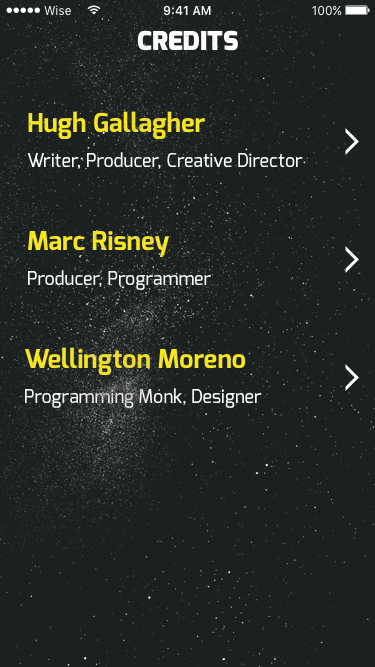 Wise 9:41 AM 100%
CREDITS
Hugh Gallagher
Writer, Producer, Creative Director
Marc Risney
Producer, Programmer
Wellington Moreno
Programming Monk, Designer